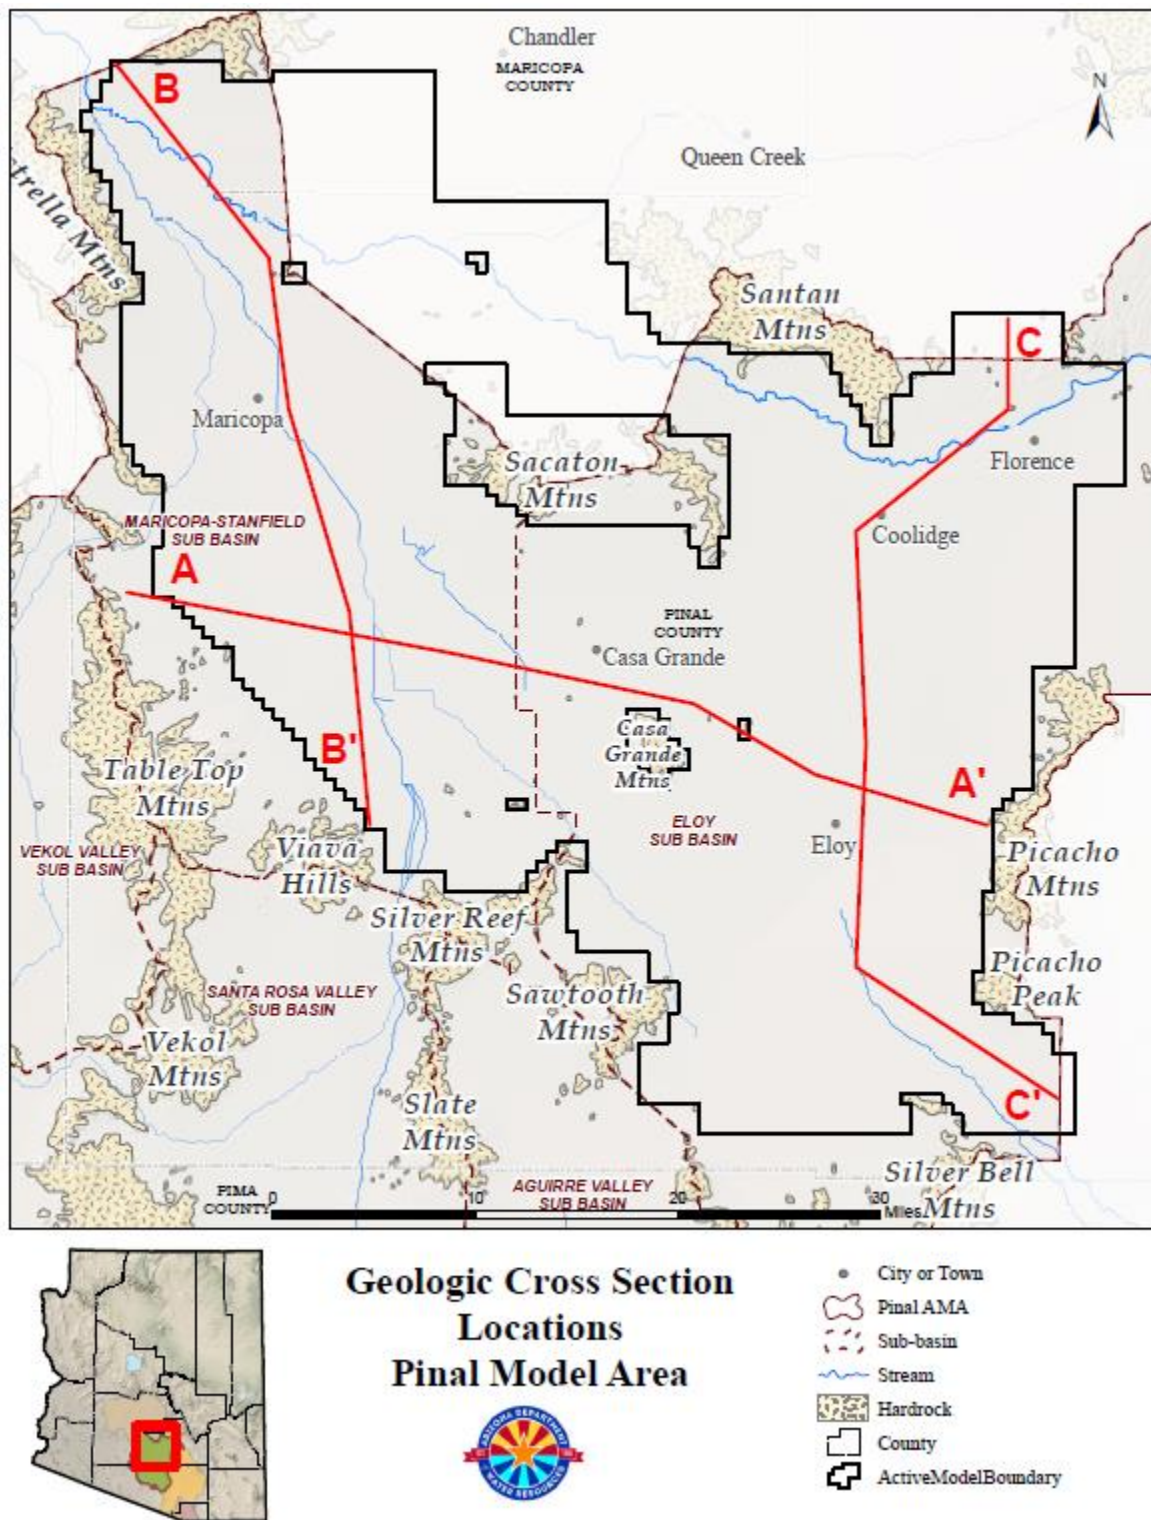 Chandler
MARICOPA
COUNTY
N
B
Queen Creek
trella Mtns
Santan
Mtns
C
Maricopa
Florence
Sacaton
Mtns
Coolidge
MARICOPA-STANFIELD
SUB BASIN
A
PINAL
COUNTY
Casa Grande
Casa
Grande
Mtns
B'
Table Top
Mtns
A'
ELOY
SUB BASIN
Eloy
VEKOL VALLEY
SUB BASIN
Viava
Hills
Picacho
Mtns
Silver Reef
Mtns
Picacho
Peak
SANTA ROSA VALLEY
SUB BASIN
Sawtooth
Mtns
Vekol
Mtns
Slate
Mtns
C'
Silver Bell
Mtns
AGUIRRE VALLEY
SUB BASIN
PIMA
COUNTY
0 10 20 30
Miles
Geologic Cross Section
Locations
Pinal Model Area
ARIZONA DEPARTMENT
WATER RESOURCES
City or Town
Pinal AMA
Sub-basin
Stream
Hardrock
County
ActiveModelBoundary